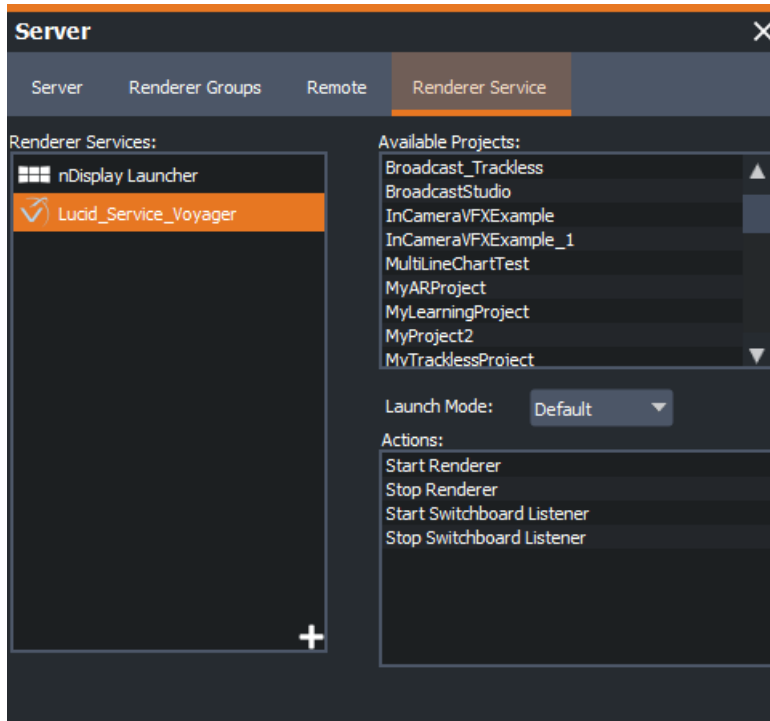 Server
Server Renderer Groups Remote Renderer Service
Renderer Services:
nDisplay Launcher
Lucid_Service_Voyager
Available Projects:
Broadcast_Trackless
BroadcastStudio
InCameraVFXExample
InCameraVFXExample_1
MultiLineChartTest
MyARProject
MyLearningProject
MyProject2
MyTracklessProject
Launch Mode: Default
Actions:
Start Renderer
Stop Renderer
Start Switchboard Listener
Stop Switchboard Listener